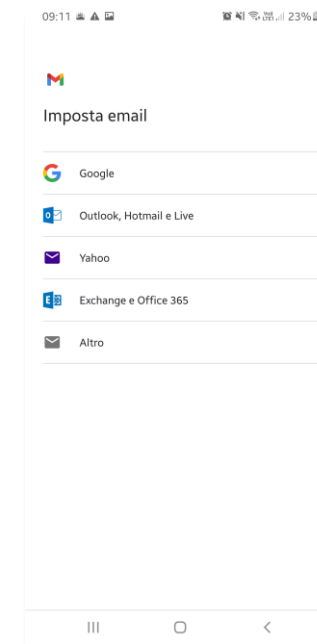 09:11 23%
Imposta email
Google
Outlook, Hotmail e Live
Yahoo
Exchange e Office 365
Altro